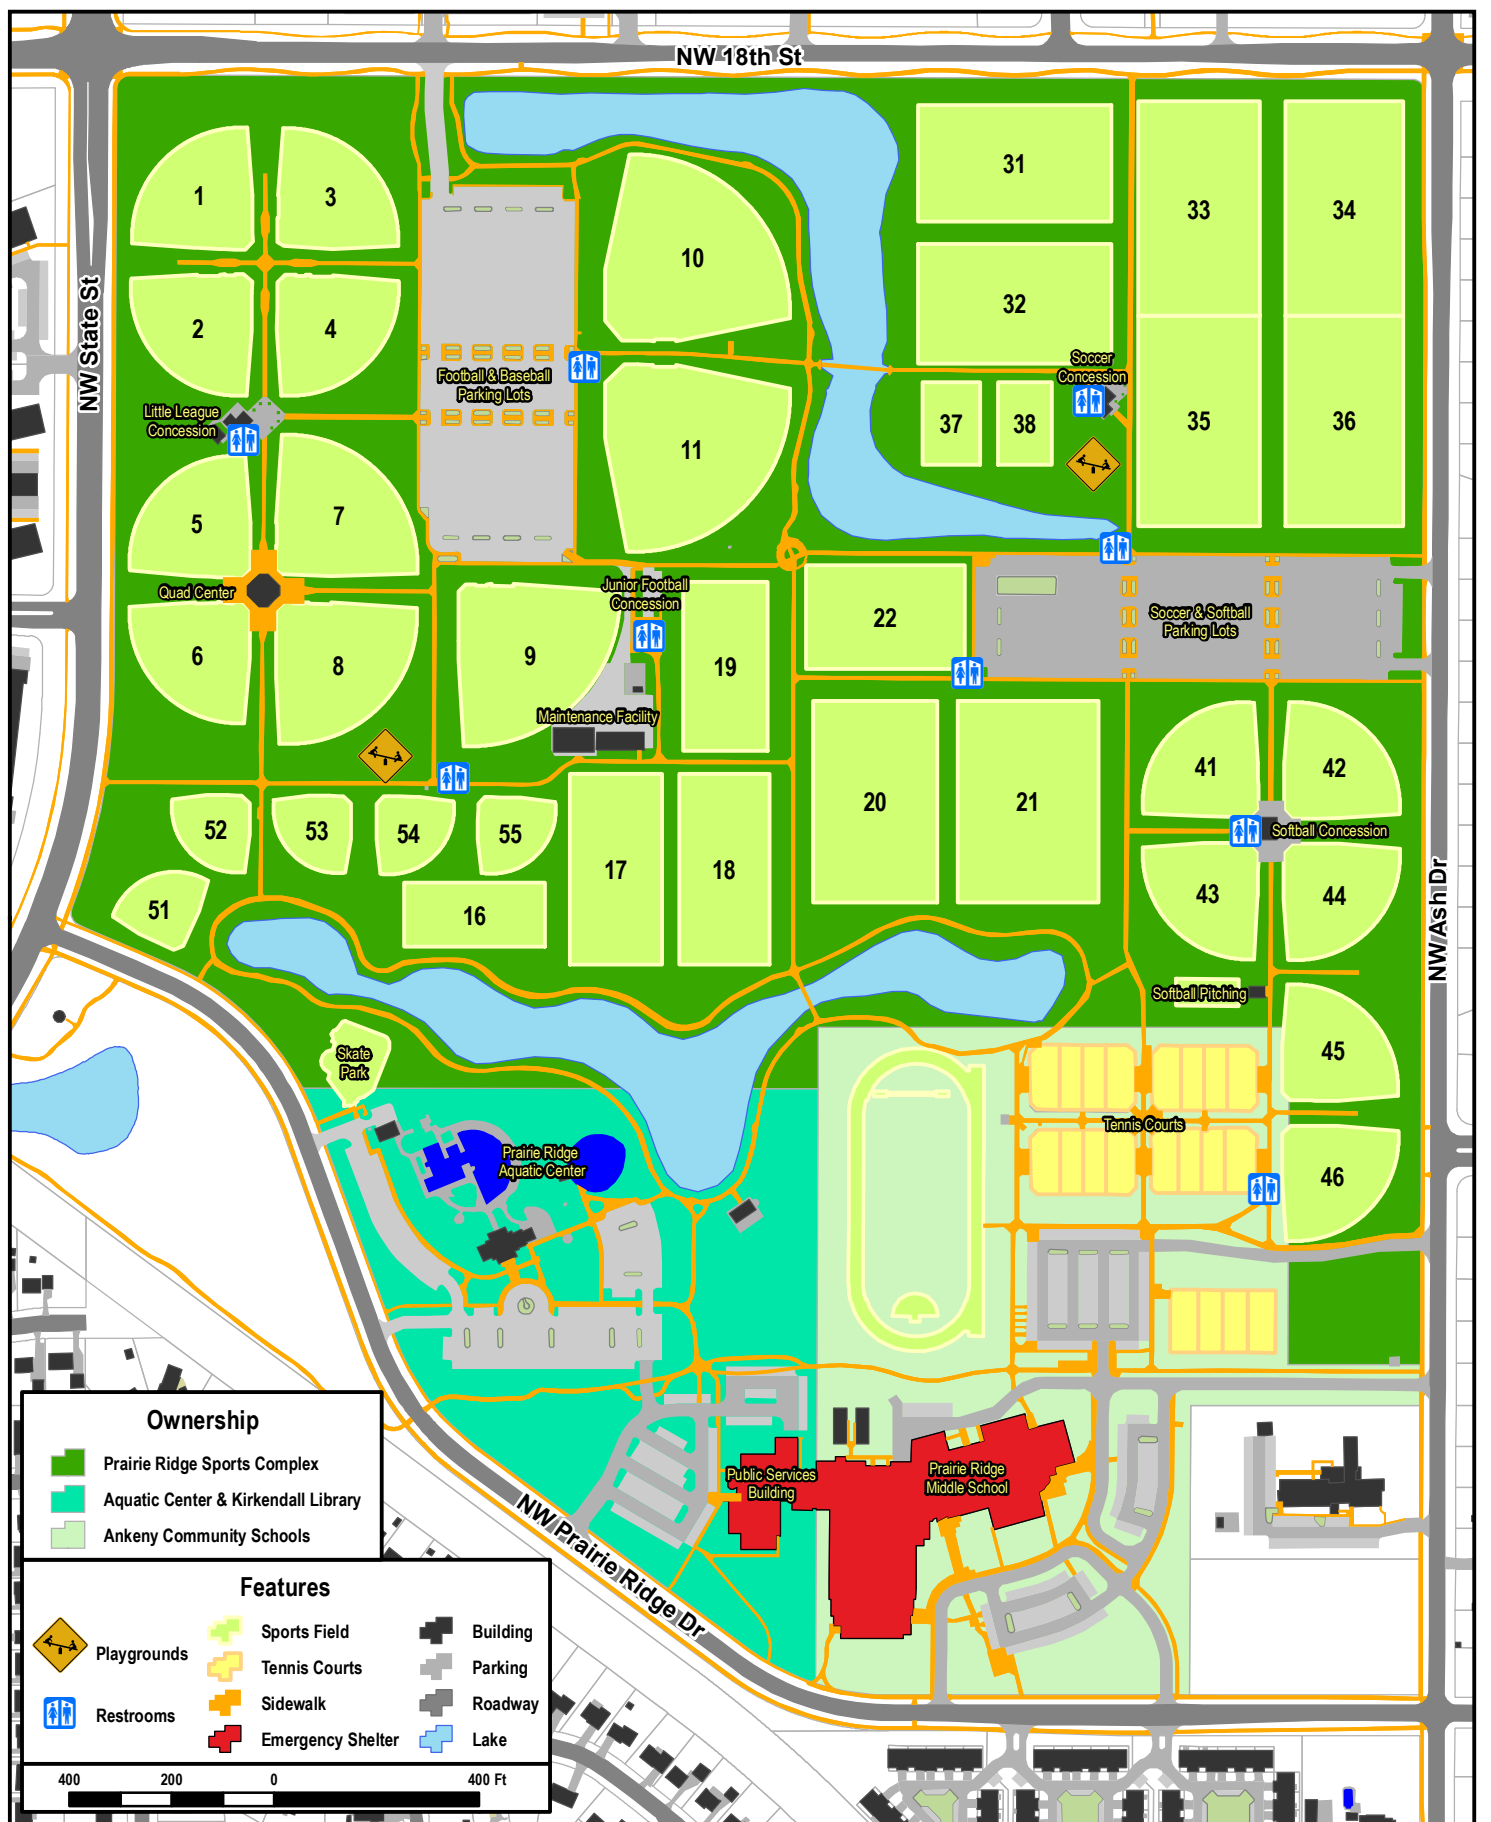 NW 18th St
NW State St
NW Ash Dr
NW Prairie Ridge Dr
1
3
2
4
Little League
Concession
5
7
Quad Center
6
8
Football & Baseball
Parking Lots
10
11
31
32
33
34
35
36
37
38
Soccer
Concession
9
Junior Football
Concession
Maintenance Facility
19
22
Soccer & Softball
Parking Lots
20
21
41
42
Softball Concession
43
44
52
53
54
55
51
16
17
18
Softball Pitching
45
46
Skate
Park
Prairie Ridge
Aquatic Center
Tennis Courts
Public Services
Building
Prairie Ridge
Middle School
Ownership
Prairie Ridge Sports Complex
Aquatic Center & Kirkendall Library
Ankeny Community Schools
Features
Playgrounds
Restrooms
Sports Field
Tennis Courts
Sidewalk
Emergency Shelter
Building
Parking
Roadway
Lake
400 200 0 400 Ft